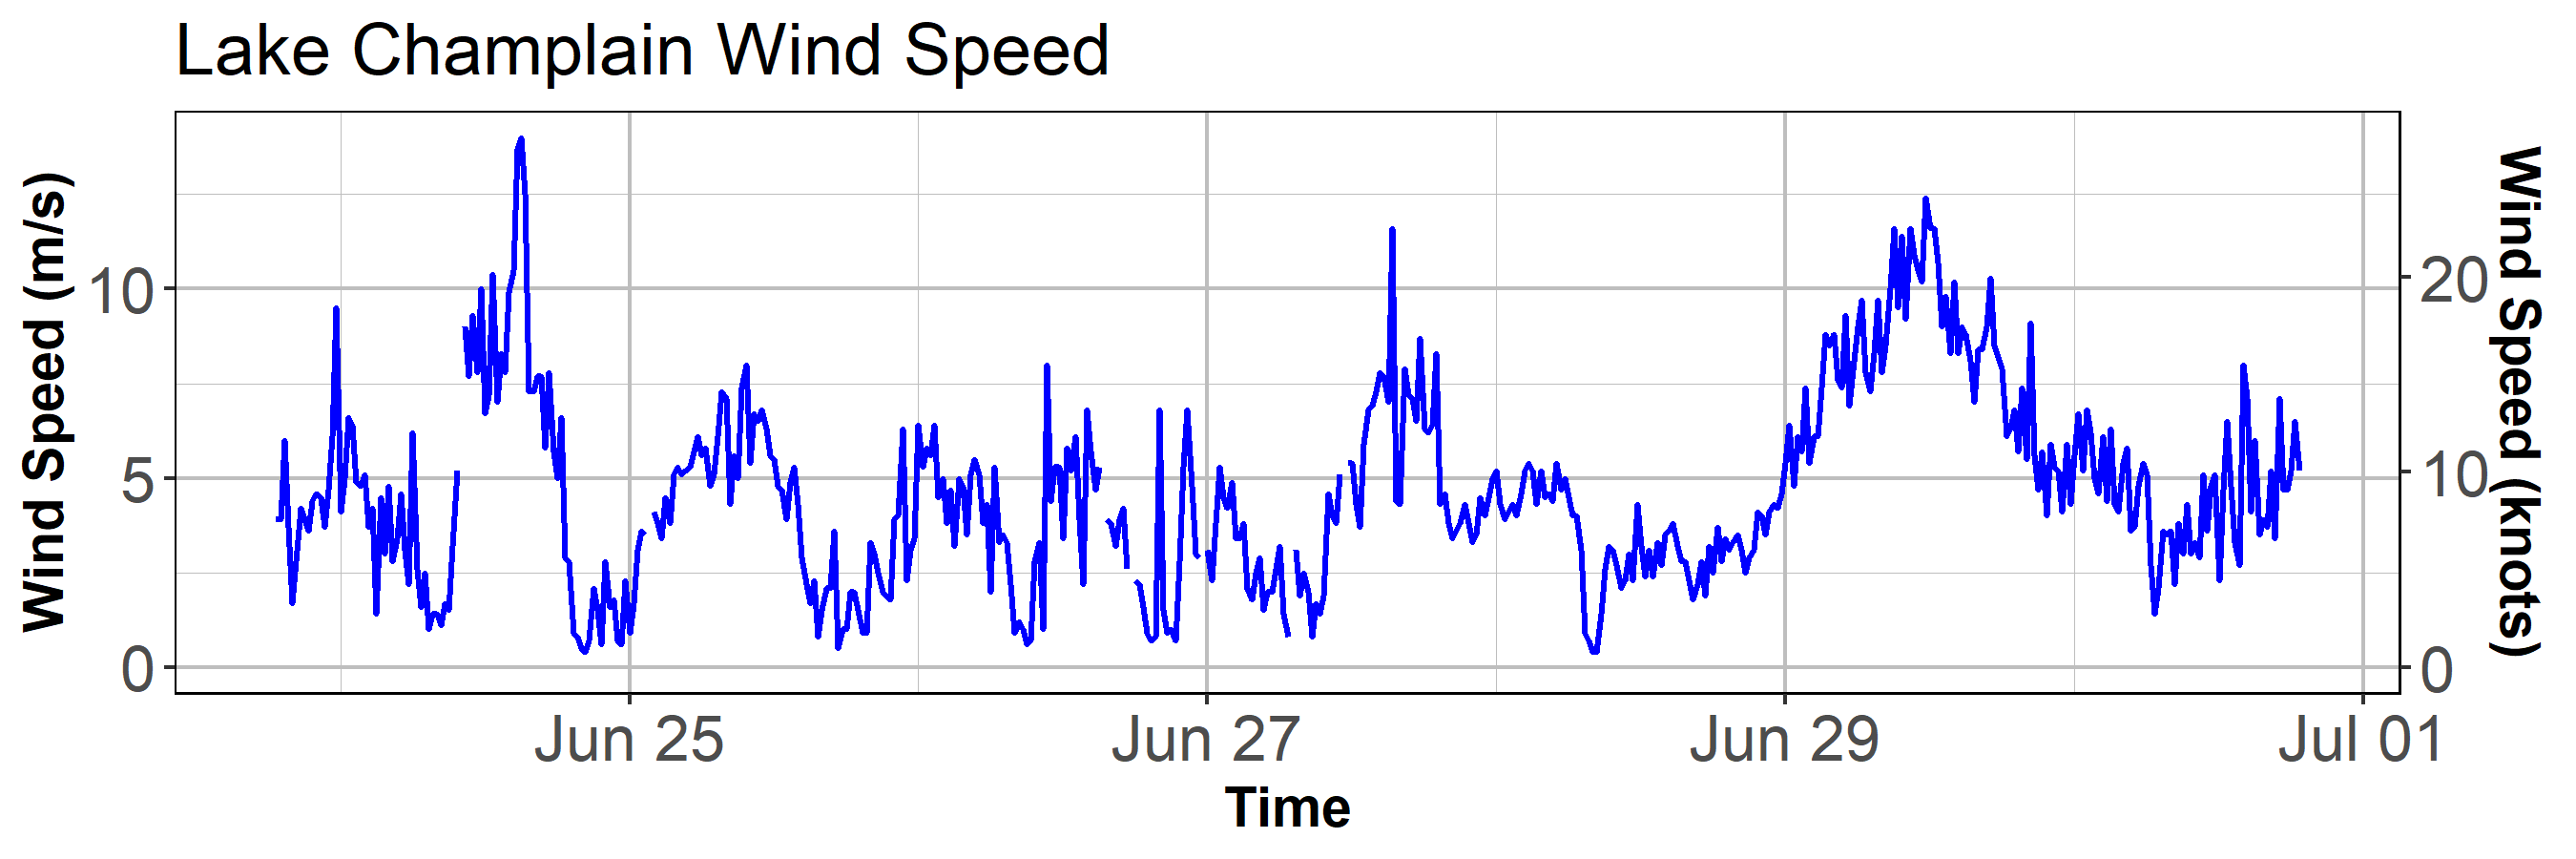 Lake Champlain Wind Speed
Wind Speed (m/s)
10
5
0
20
10
0
Wind Speed (knots)
Jun 25
Jun 27
Jun 29
Jul 01
Time